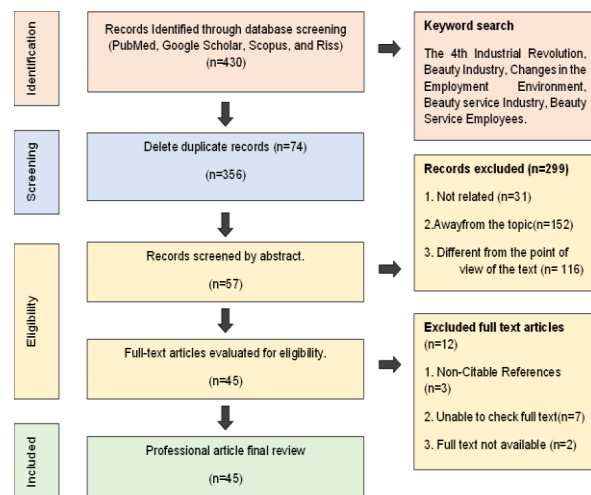 Identification
Records Identified through database screening
(PubMed, Google Scholar, Scopus, and Riss)
(n=430)
Keyword search
The 4th Industrial Revolution,
Beauty Industry, Changes in the
Employment Environment,
Beauty service Industry, Beauty
Service Employees.
Screening
Delete duplicate records (n=74)
(n=356)
Records excluded (n=299)
1. Not related (n=31)
2.Awayfrom the topic(n=152)
3. Different from the point of
view of the text (n= 116)
Eligibility
Records screened by abstract.
(n=57)
Full-text articles evaluated for eligibility.
(n=45)
Excluded full text articles
(n=12)
1. Non-Citable References
(n=3)
2. Unable to check full text(n=7)
3. Full text not available (n=2)
Included
Professional article final review
(n=45)